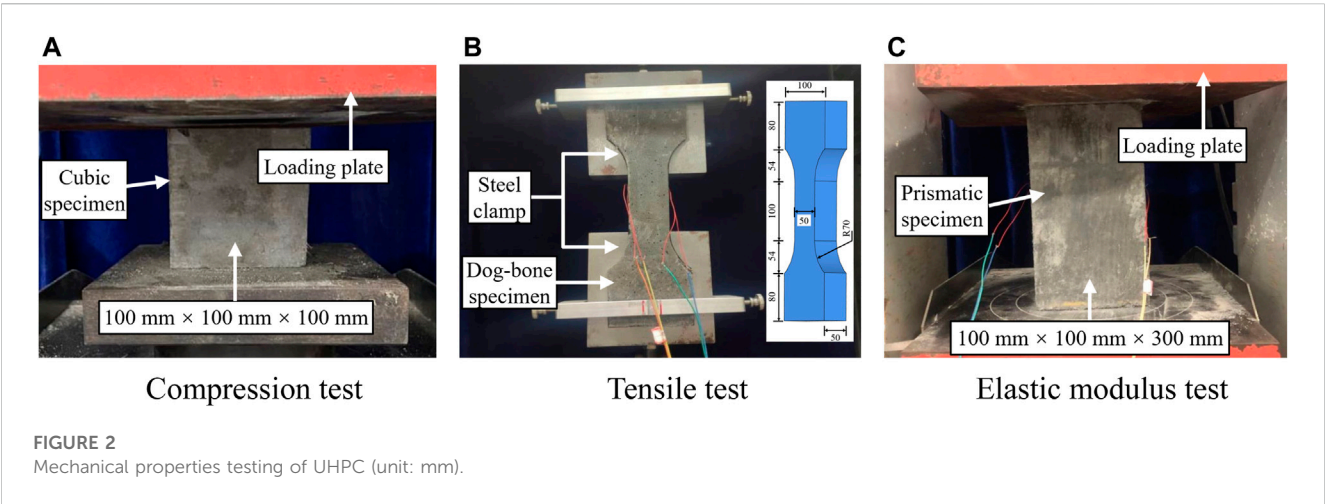 A
Cubic
specimen
Loading plate
100 mm × 100 mm × 100 mm
Compression test
B
Steel
clamp
Dog-bone
specimen
100
80
54
100
50
R70
54
80
50
Tensile test
C
Loading plate
Prismatic
specimen
100 mm × 100 mm × 300 mm
Elastic modulus test
FIGURE 2
Mechanical properties testing of UHPC (unit: mm).